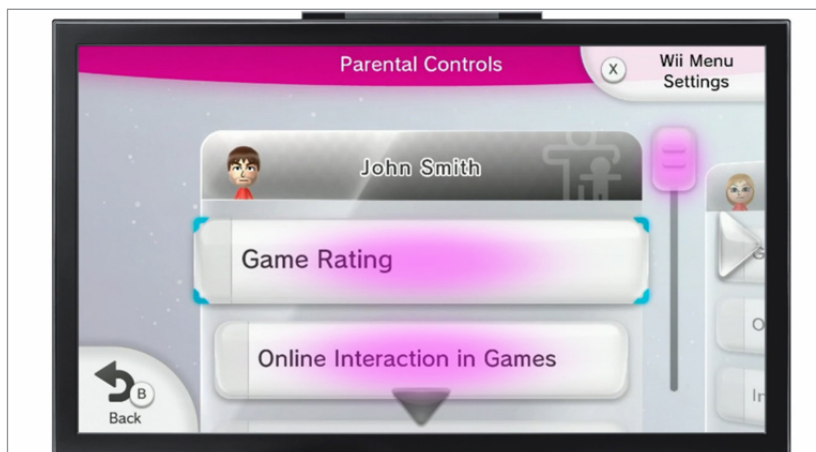 Parental Controls
X
Wii Menu
Settings
John Smith
Game Rating
Online Interaction in Games
B
Back